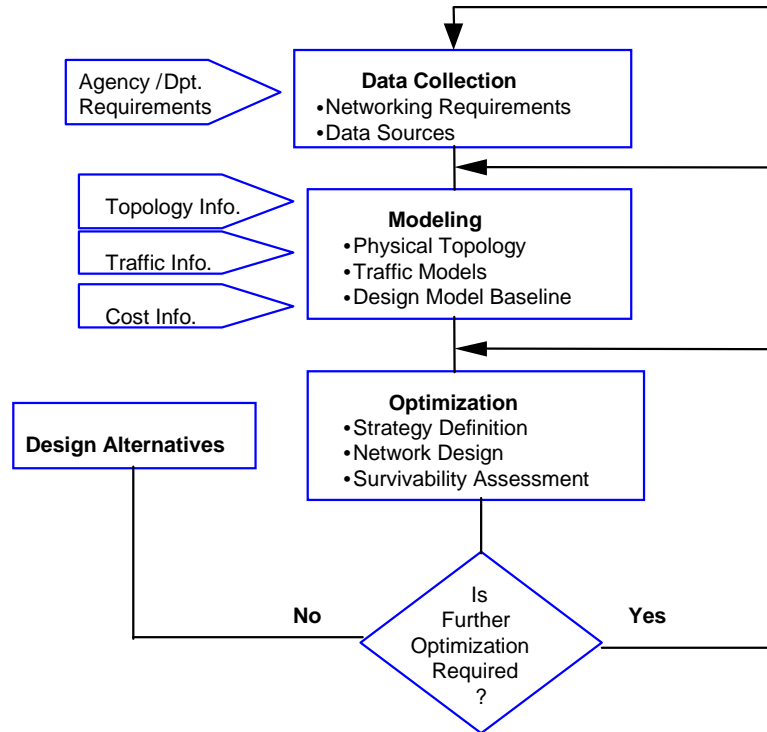 Agency /Dpt.
Requirements
Data Collection
•Networking Requirements
•Data Sources
Topology Info.
Traffic Info.
Cost Info.
Modeling
•Physical Topology
•Traffic Models
•Design Model Baseline
Optimization
•Strategy Definition
•Network Design
•Survivability Assessment
Design Alternatives
No
Is
Further
Optimization
Required
?
Yes